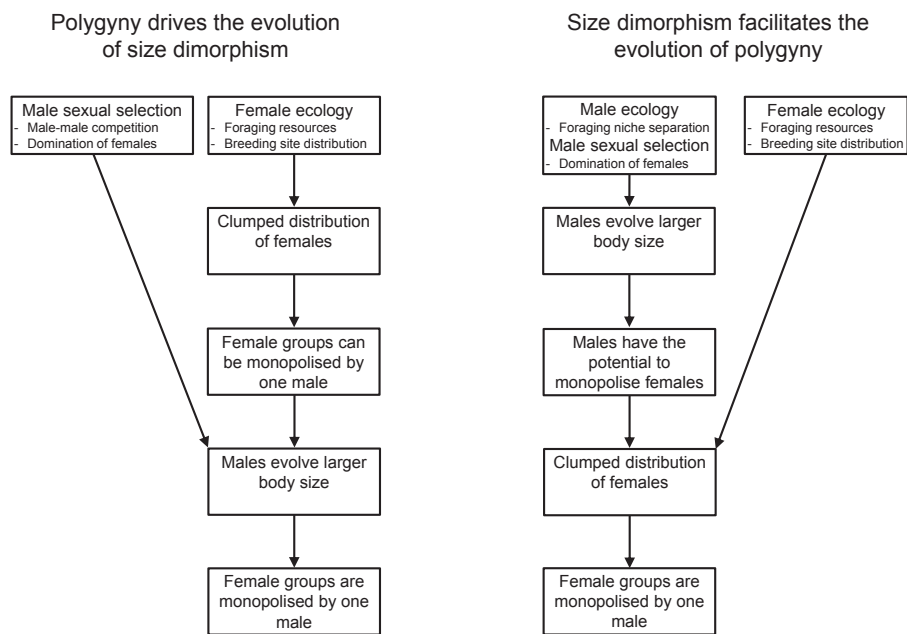 Polygyny drives the evolution
of size dimorphism
Male sexual selection
- Male-male competition
- Domination of females
Female ecology
- Foraging resources
- Breeding site distribution
Clumped distribution
of females
Female groups can
be monopolised by
one male
Males evolve larger
body size
Female groups are
monopolised by one
male
Size dimorphism facilitates the
evolution of polygyny
Male ecology
- Foraging niche separation
Male sexual selection
- Domination of females
Female ecology
- Foraging resources
- Breeding site distribution
Males evolve larger
body size
Males have the
potential to
monopolise females
Clumped distribution
of females
Female groups are
monopolised by one
male